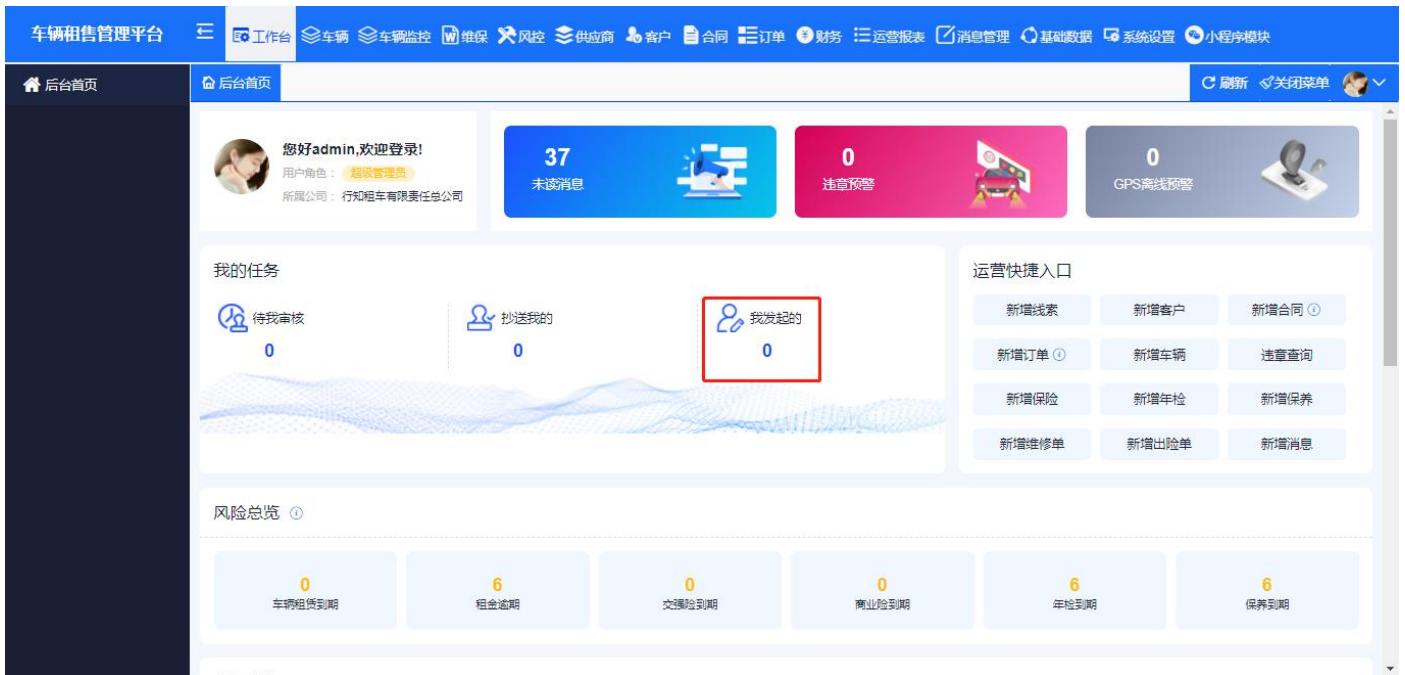 车辆租售管理平台 工作台 车辆 车辆监控 维保 风控 供应商 客户 合同 订单 财务 运营报表 消息管理 基础数据 系统设置 小程序模块
后台首页 后台首页 刷新 关闭菜单
您好admin,欢迎登录!
用户角色： 超级管理员
所属公司： 行知租车有限责任总公司
37
未读消息
0
违章预警
0
GPS离线预警
我的任务
待我审核
0
抄送我的
0
我发起的
0
运营快捷入口
新增线索 新增客户 新增合同
新增订单 新增车辆 违章查询
新增保险 新增年检 新增保养
新增维修单 新增出险单 新增消息
风险总览
0 6 0 0 6 6
车辆租赁到期 租金逾期 交强险到期 商业险到期 年检到期 保养到期